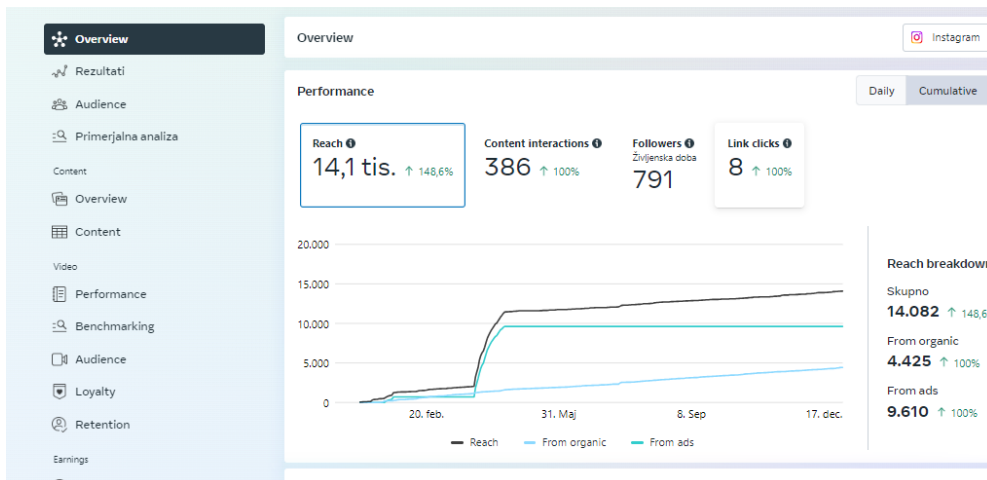 Overview
Rezultati
Audience
Primerjalna analiza
Content
Overview
Content
Video
Performance
Benchmarking
Audience
Loyalty
Retention
Earnings
Overview
Instagram
Performance
Daily Cumulative
Reach
14,1 tis. ↑ 148,6%
Content interactions
386 ↑ 100%
Followers
Življenska doba
791
Link clicks
8 ↑ 100%
20.000
15.000
10.000
5.000
0
20. feb. 31. Maj 8. Sep 17. dec.
Reach From organic From ads
Reach breakdown
Skupno
14.082 ↑ 148,6
From organic
4.425 ↑ 100%
From ads
9.610 ↑ 100%